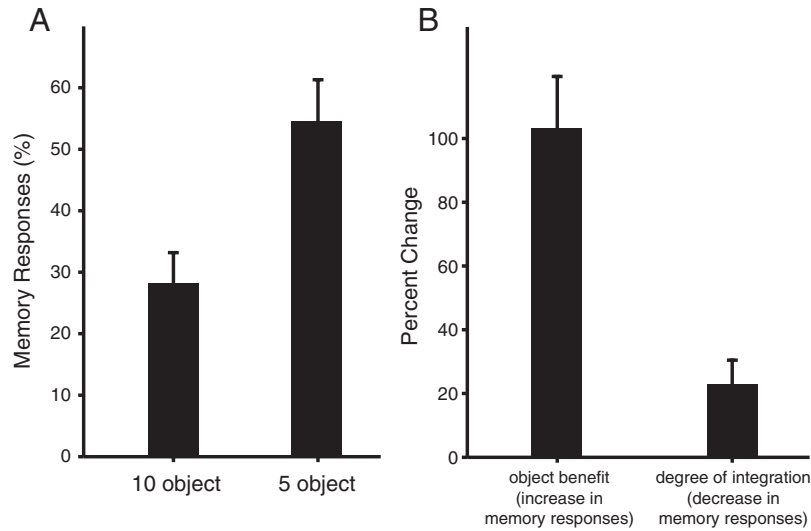 A
Memory Responses (%)
60
50
40
30
20
10
0
10 object
5 object
B
Percent Change
100
80
60
40
20
0
object benefit
(increase in
memory responses)
degree of integration
(decrease in
memory responses)